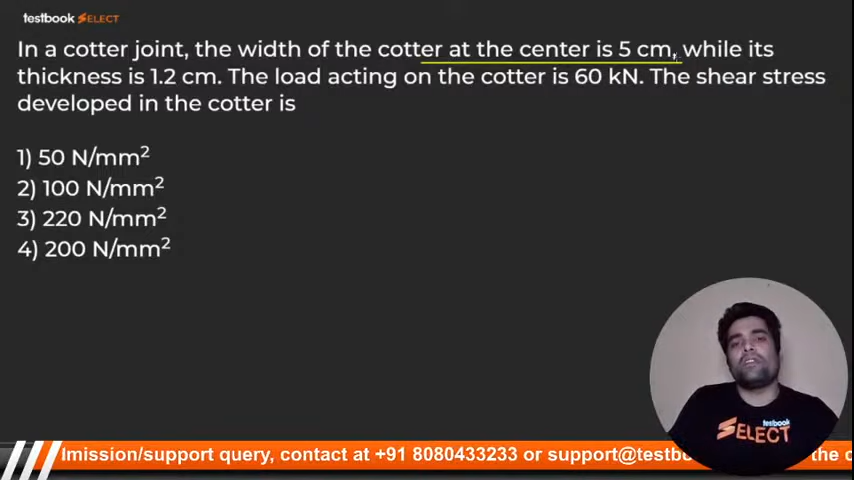 testbook SELECT
In a cotter joint, the width of the cotter at the center is 5 cm, while its
thickness is 1.2 cm. The load acting on the cotter is 60 kN. The shear stress
developed in the cotter is
1) 50 N/mm²
2) 100 N/mm²
3) 220 N/mm²
4) 200 N/mm²
testbook
SELECT
Imission/support query, contact at +91 8080433233 or support@testb the c